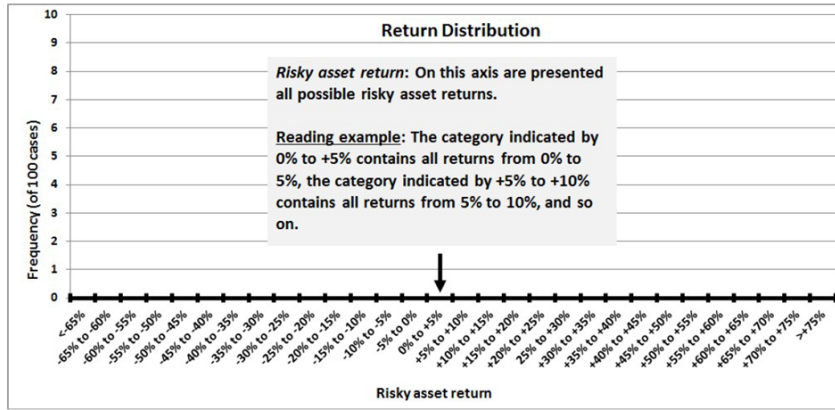 Return Distribution
Risky asset return: On this axis are presented
all possible risky asset returns.
Reading example: The category indicated by
0% to +5% contains all returns from 0% to
5%, the category indicated by +5% to +10%
contains all returns from 5% to 10%, and so
on.
Frequency (of 100 cases)
10
9
8
7
6
5
4
3
2
1
0
<-65%
-65% to -60%
-60% to -55%
-55% to -50%
-50% to -45%
-45% to -40%
-40% to -35%
-35% to -30%
-30% to -25%
-25% to -20%
-20% to -15%
-15% to -10%
-10% to -5%
-5% to 0%
0% to +5%
+5% to +10%
+10% to +15%
+15% to +20%
+20% to +25%
25% to +30%
+30% to +35%
+35% to +40%
+40% to +45%
+45% to +50%
+50% to +55%
+55% to +60%
+60% to +65%
+65% to +70%
+70% to +75%
>+75%
Risky asset return